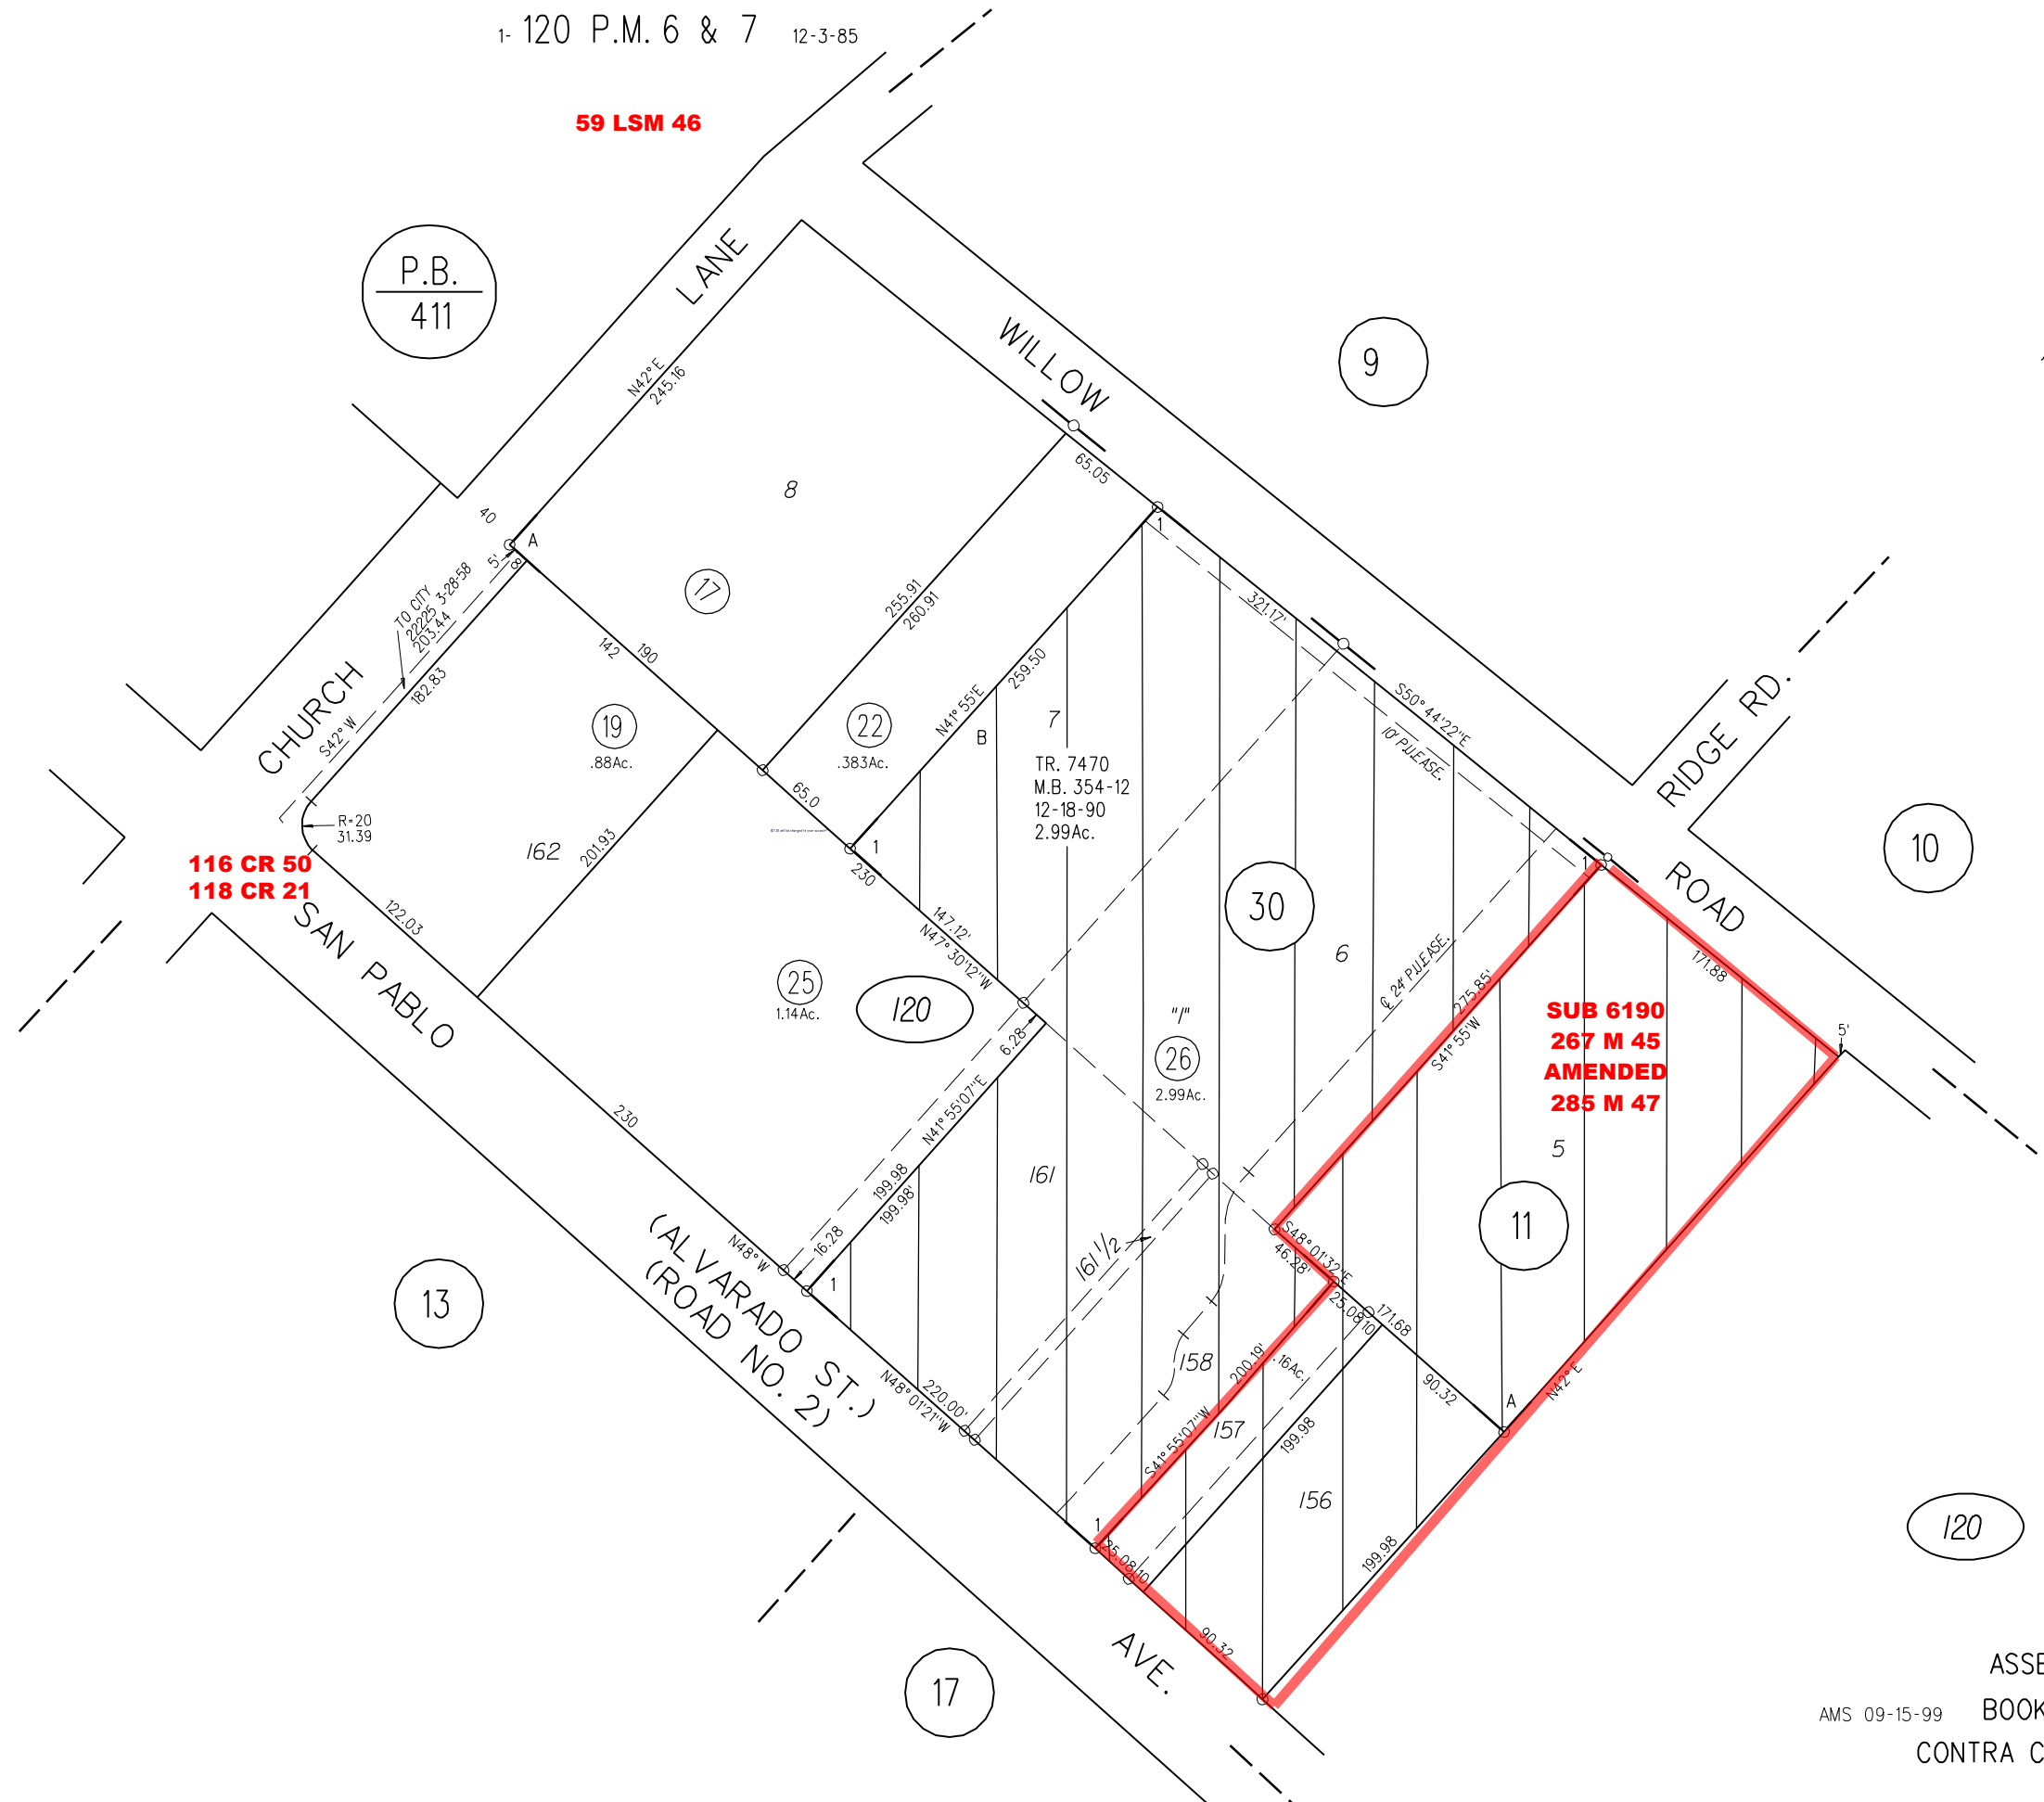 1- 120 P.M. 6 & 7 12-3-85
59 LSM 46
P.B.
411
LANE
WILLOW
9
N42°E
245.16
65.05
8
40
A
5'
8
1
17
TO CITY
22225 3-28-58
203.44
182.83
S42°W
255.91
260.91
142
190
321.17'
CHURCH
RIDGE RD.
19
.88Ac.
22
.383Ac.
N41°55'E
259.50
B
7
S50°44'22"E
10' P.U.EASE.
TR. 7470
M.B. 354-12
12-18-90
2.99Ac.
65.0
R=20
31.39
162
201.93
1
230
116 CR 50
118 CR 21
1
10
ROAD
30
122.03
SAN PABLO
147.12'
N47°30'12"W
6
171.88
25
1.14Ac.
120
℄ 24' P.U.EASE.
275.85'
S41°55'W
"1"
26
2.99Ac.
6.28
SUB 6190
267 M 45
AMENDED
285 M 47
5'
5
230
N41°55'07"E
199.98
199.98'
161
11
16.28
N48°W
1
161 1/2
S48°01'32"E
46.28'
25.08
10
171.68
13
(ALVARADO ST.)
(ROAD NO. 2)
158
200.19'
.16Ac.
90.32
A
N42°E
220.00'
N48°01'21"W
S41°55'07"W
157
199.98
156
1
25.08
10
199.98
120
90.32
AVE.
17
ASSE
AMS 09-15-99 BOOK
CONTRA C